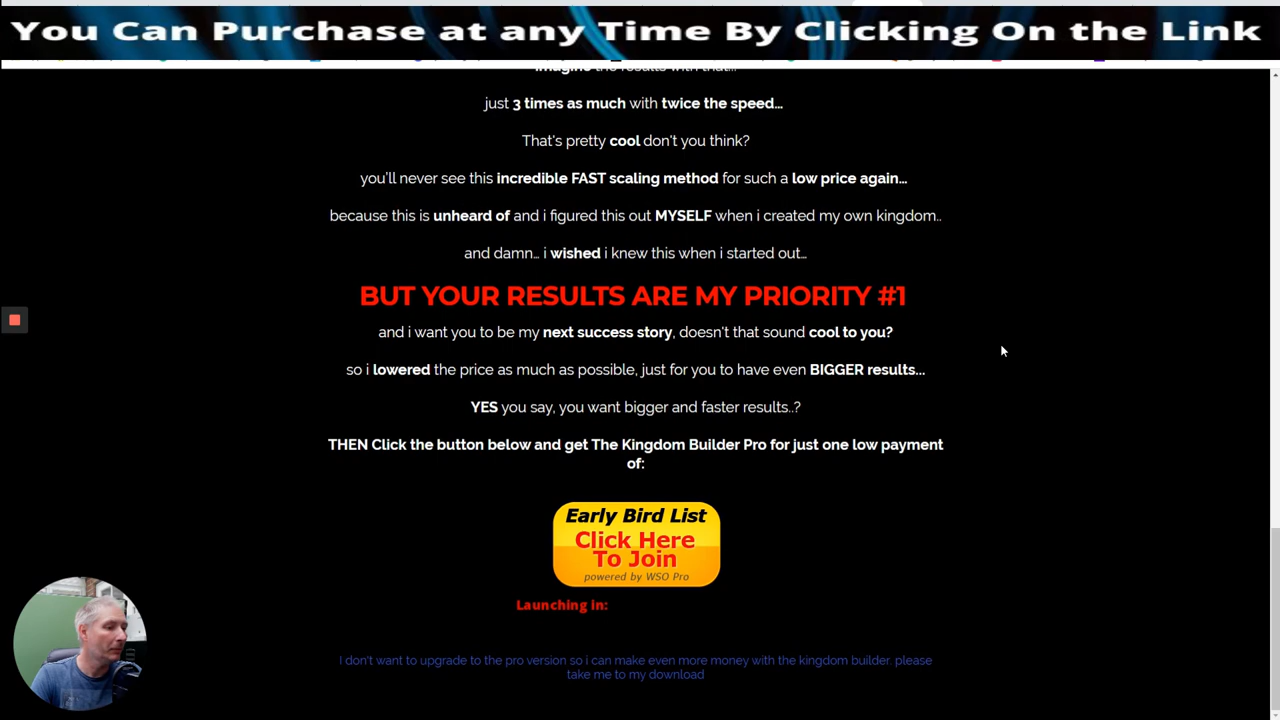 You Can Purchase at any Time By Clicking On the Link
imagine the results with that...
just 3 times as much with twice the speed...
That's pretty cool don't you think?
you'll never see this incredible FAST scaling method for such a low price again...
because this is unheard of and i figured this out MYSELF when i created my own kingdom..
and damn... i wished i knew this when i started out...
BUT YOUR RESULTS ARE MY PRIORITY #1
and i want you to be my next success story, doesn't that sound cool to you?
so i lowered the price as much as possible, just for you to have even BIGGER results...
YES you say, you want bigger and faster results..?
THEN Click the button below and get The Kingdom Builder Pro for just one low payment
of:
Early Bird List
Click Here
To Join
powered by WSO Pro
Launching in:
I don't want to upgrade to the pro version so i can make even more money with the kingdom builder. please
take me to my download